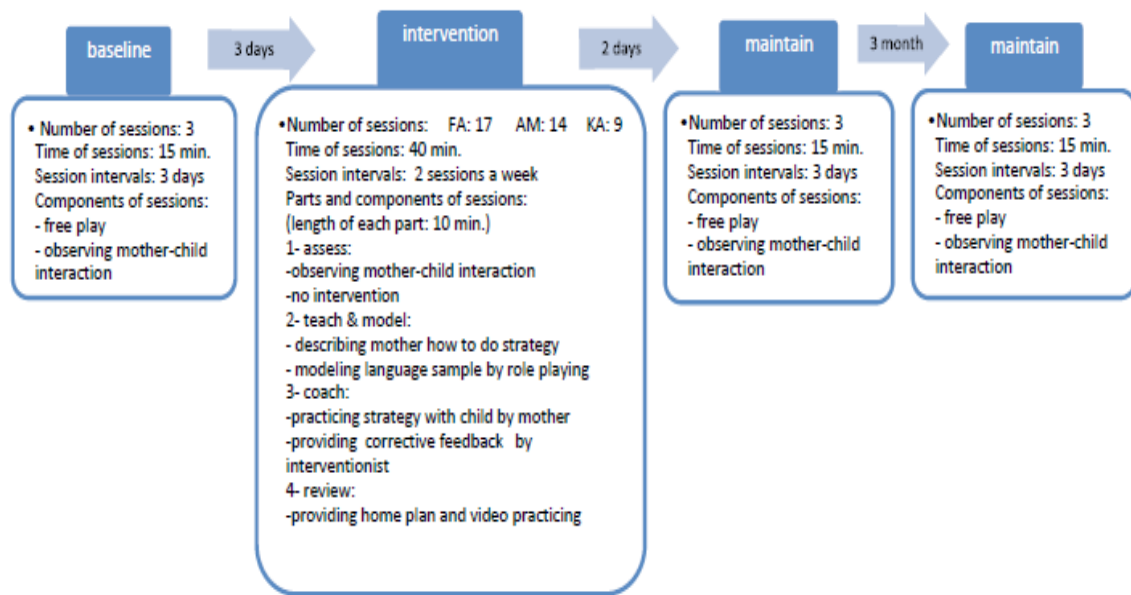 baseline
3 days
intervention
2 days
maintain
3 month
maintain
• Number of sessions: 3
Time of sessions: 15 min.
Session intervals: 3 days
Components of sessions:
- free play
- observing mother-child
interaction
•Number of sessions: FA: 17 AM: 14 KA: 9
Time of sessions: 40 min.
Session intervals: 2 sessions a week
Parts and components of sessions:
(length of each part: 10 min.)
1- assess:
-observing mother-child interaction
-no intervention
2- teach & model:
- describing mother how to do strategy
- modeling language sample by role playing
3- coach:
-practicing strategy with child by mother
-providing corrective feedback by
interventionist
4- review:
-providing home plan and video practicing
•Number of sessions: 3
Time of sessions: 15 min.
Session intervals: 3 days
Components of sessions:
- free play
- observing mother-child
interaction
• Number of sessions: 3
Time of sessions: 15 min.
Session intervals: 3 days
Components of sessions:
- free play
- observing mother-child
interaction